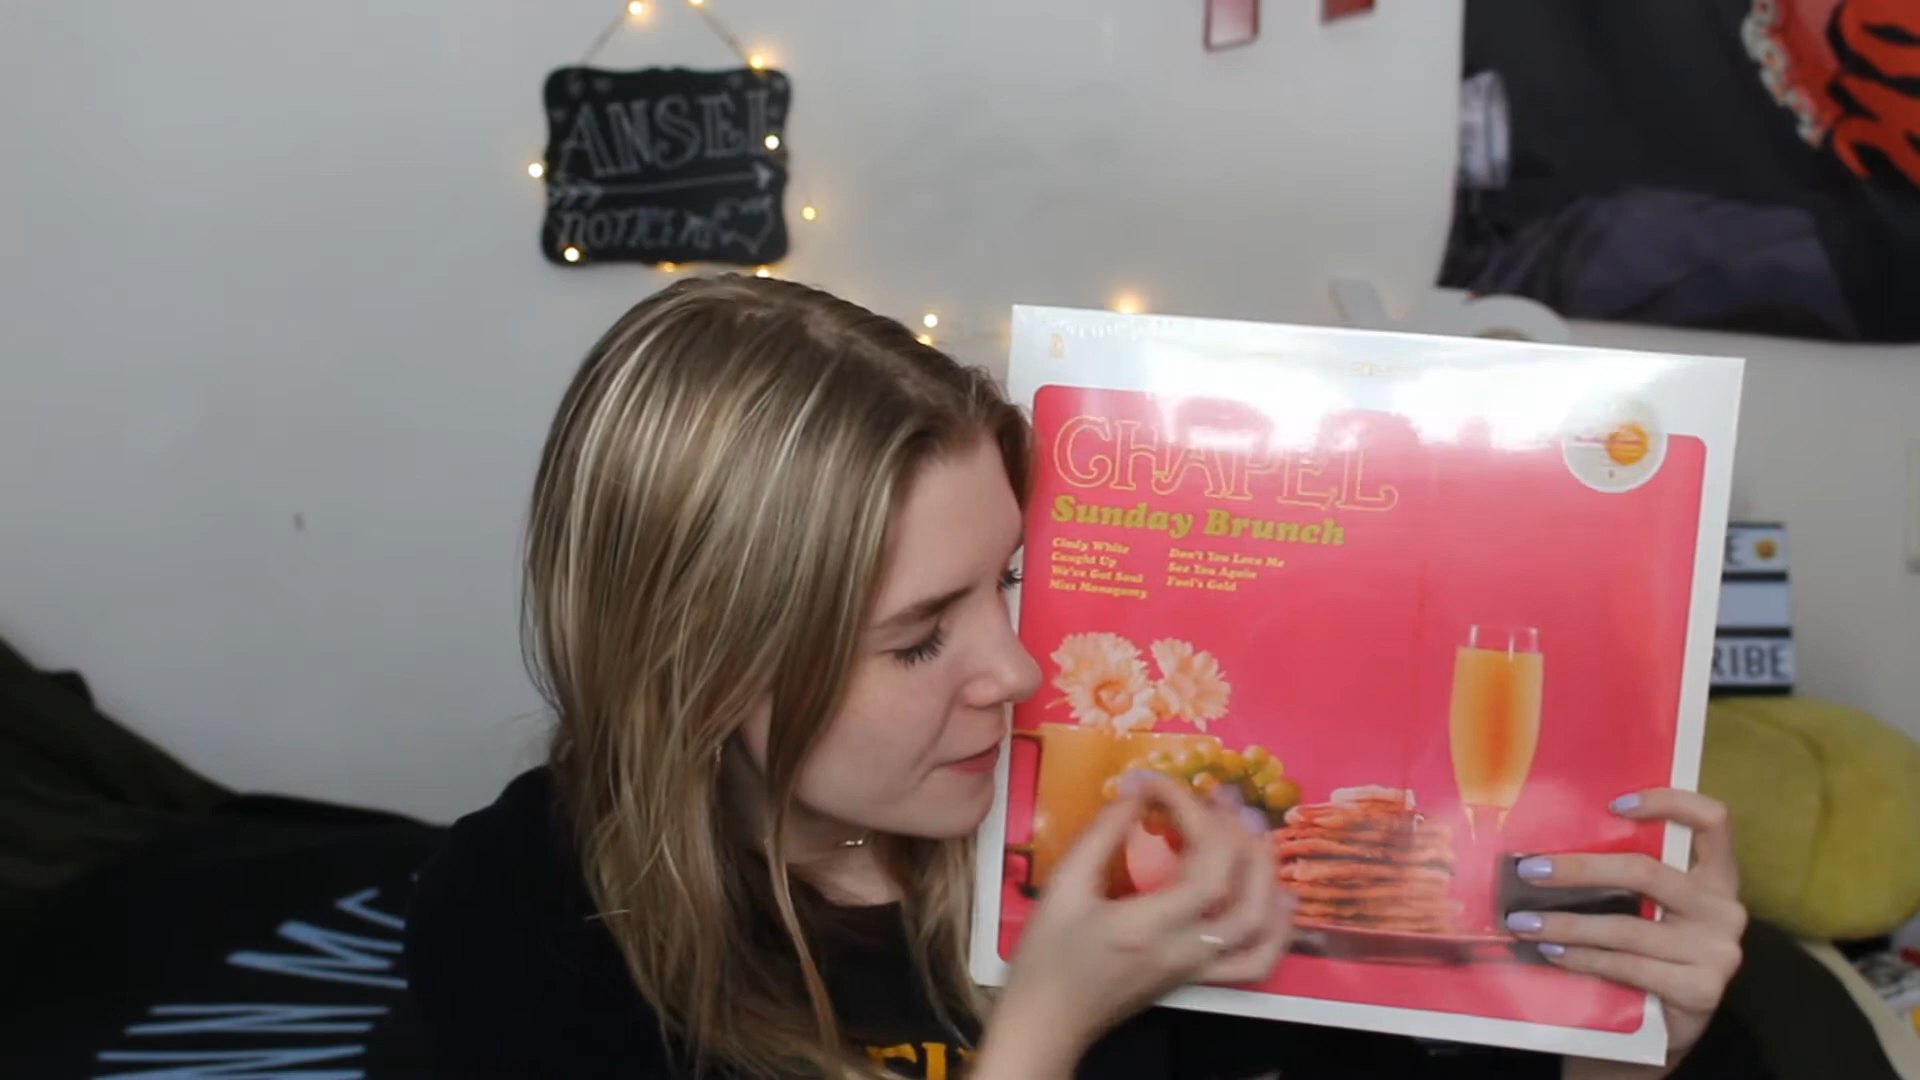 ANSEL
CHAPEL
Sunday Brunch
Cindy White
Caught Up
We've Got Soul
Miss Monogamy
Don't You Love Me
See You Again
Fool's Gold
RIBE